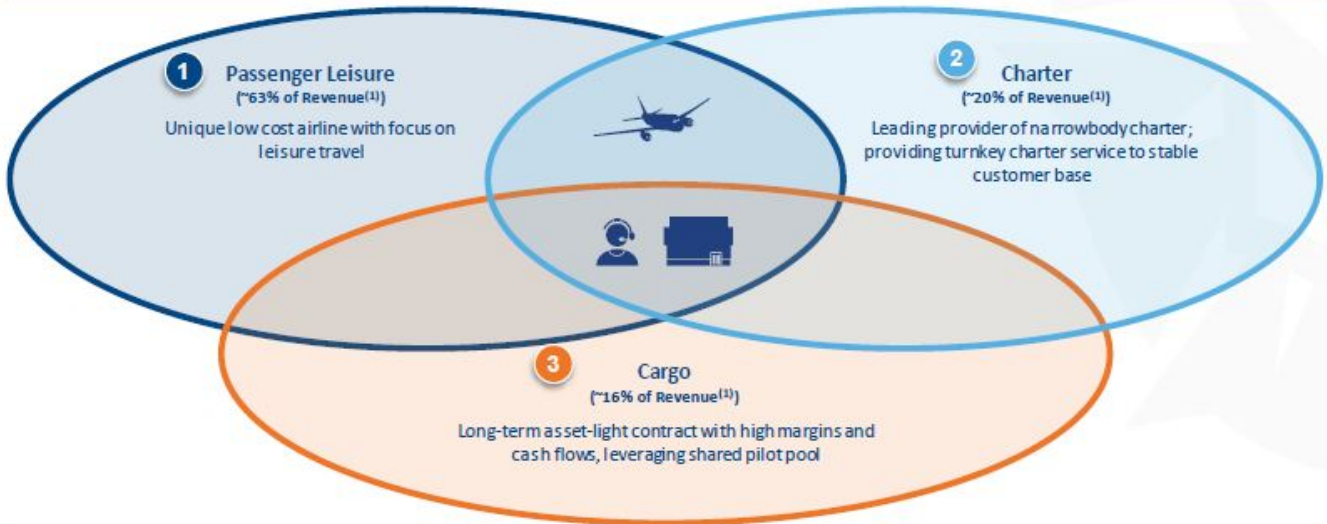 1
Passenger Leisure
(~63% of Revenue(1))
Unique low cost airline with focus on
leisure travel
2
Charter
(~20% of Revenue(1))
Leading provider of narrowbody charter;
providing turnkey charter service to stable
customer base
3
Cargo
(~16% of Revenue(1))
Long-term asset-light contract with high margins and
cash flows, leveraging shared pilot pool